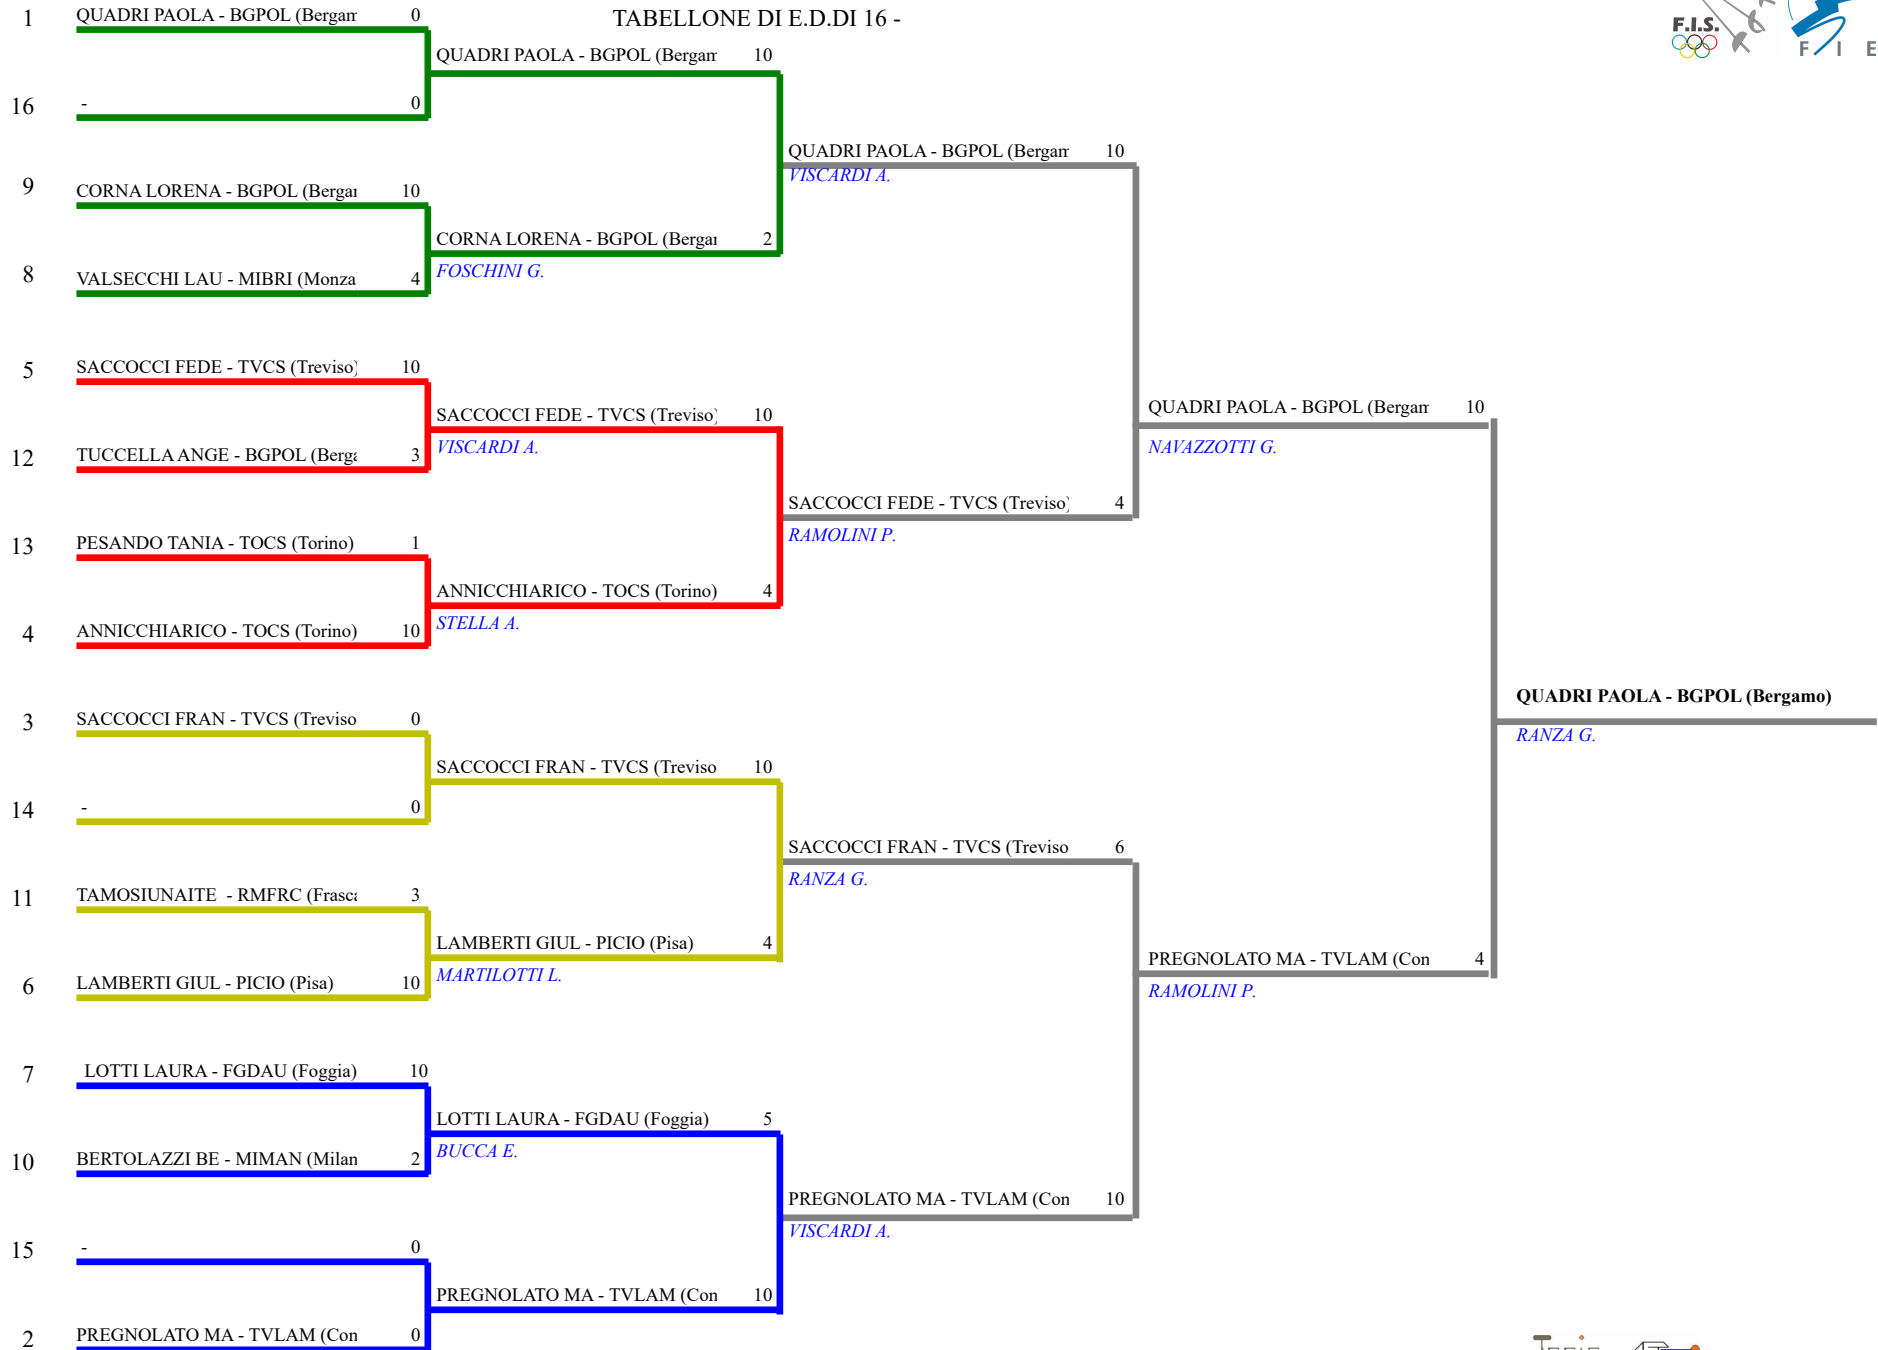 TABELLONE DI E.D.DI 16 -
F.I.S.
F I E
1 QUADRI PAOLA - BGPOL (Bergam 0
QUADRI PAOLA - BGPOL (Bergam 10
16 - 0
QUADRI PAOLA - BGPOL (Bergam 10
VISCARDI A.
9 CORNA LORENA - BGPOL (Bergar 10
CORNA LORENA - BGPOL (Bergar 2
FOSCHINI G.
8 VALSECCHI LAU - MIBRI (Monza 4
5 SACCOCCI FEDE - TVCS (Treviso) 10
QUADRI PAOLA - BGPOL (Bergam 10
SACCOCCI FEDE - TVCS (Treviso) 10
NAVAZZOTTI G.
VISCARDI A.
12 TUCCELLA ANGE - BGPOL (Berga 3
SACCOCCI FEDE - TVCS (Treviso) 4
RAMOLINI P.
13 PESANDO TANIA - TOCS (Torino) 1
ANNICCHIARICO - TOCS (Torino) 4
STELLA A.
4 ANNICCHIARICO - TOCS (Torino) 10
QUADRI PAOLA - BGPOL (Bergamo)
RANZA G.
3 SACCOCCI FRAN - TVCS (Treviso 0
SACCOCCI FRAN - TVCS (Treviso 10
14 - 0
SACCOCCI FRAN - TVCS (Treviso 6
RANZA G.
11 TAMOSIUNAITE - RMFRC (Frasca 3
LAMBERTI GIUL - PICIO (Pisa) 4
MARTILOTTI L.
PREGNOLATO MA - TVLAM (Con 4
RAMOLINI P.
6 LAMBERTI GIUL - PICIO (Pisa) 10
7 LOTTI LAURA - FGDAU (Foggia) 10
LOTTI LAURA - FGDAU (Foggia) 5
BUCCA E.
10 BERTOLAZZI BE - MIMAN (Milan 2
PREGNOLATO MA - TVLAM (Con 10
VISCARDI A.
15 - 0
PREGNOLATO MA - TVLAM (Con 10
2 PREGNOLATO MA - TVLAM (Con 0